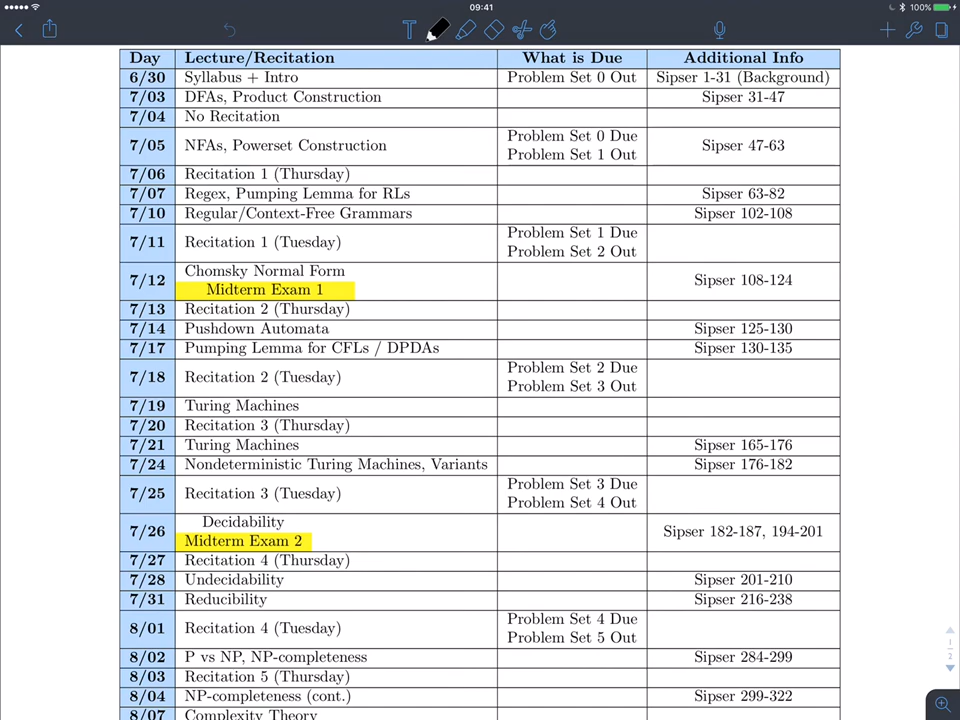 09:41
100%
T
Day Lecture/Recitation What is Due Additional Info
6/30 Syllabus + Intro Problem Set 0 Out Sipser 1-31 (Background)
7/03 DFAs, Product Construction Sipser 31-47
7/04 No Recitation
7/05 NFAs, Powerset Construction Problem Set 0 Due Sipser 47-63
Problem Set 1 Out
7/06 Recitation 1 (Thursday)
7/07 Regex, Pumping Lemma for RLs Sipser 63-82
7/10 Regular/Context-Free Grammars Sipser 102-108
7/11 Recitation 1 (Tuesday) Problem Set 1 Due
Problem Set 2 Out
7/12 Chomsky Normal Form Sipser 108-124
Midterm Exam 1
7/13 Recitation 2 (Thursday)
7/14 Pushdown Automata Sipser 125-130
7/17 Pumping Lemma for CFLs / DPDAs Sipser 130-135
7/18 Recitation 2 (Tuesday) Problem Set 2 Due
Problem Set 3 Out
7/19 Turing Machines
7/20 Recitation 3 (Thursday)
7/21 Turing Machines Sipser 165-176
7/24 Nondeterministic Turing Machines, Variants Sipser 176-182
7/25 Recitation 3 (Tuesday) Problem Set 3 Due
Problem Set 4 Out
7/26 Decidability Sipser 182-187, 194-201
Midterm Exam 2
7/27 Recitation 4 (Thursday)
7/28 Undecidability Sipser 201-210
7/31 Reducibility Sipser 216-238
8/01 Recitation 4 (Tuesday) Problem Set 4 Due
Problem Set 5 Out
8/02 P vs NP, NP-completeness Sipser 284-299
8/03 Recitation 5 (Thursday)
8/04 NP-completeness (cont.) Sipser 299-322
8/07 Complexity Theory
1
2